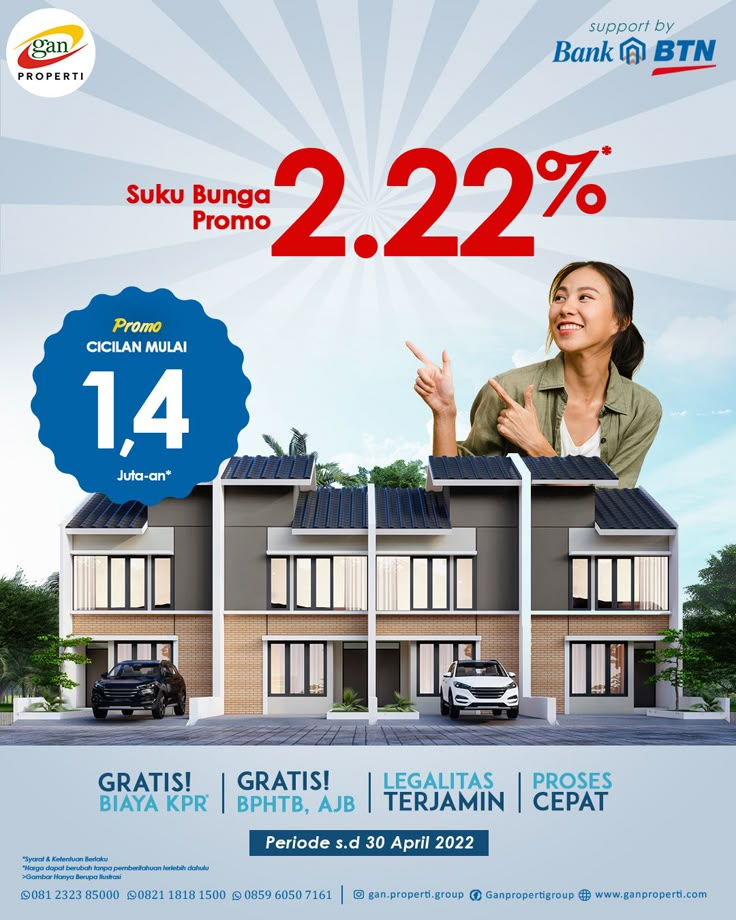 gan
PROPERTI
support by
Bank BTN
Suku Bunga
Promo
2.22%*
Promo
CICILAN MULAI
1,4
Juta-an*
GRATIS!
BIAYA KPR*
GRATIS!
BPHTB, AJB
LEGALITAS
TERJAMIN
PROSES
CEPAT
Periode s.d 30 April 2022
*Syarat & Ketentuan Berlaku
*Harga dapat berubah tanpa pemberitahuan terlebih dahulu
>Gambar Hanya Berupa Ilustrasi
081 2323 85000 0821 1818 1500 0859 6050 7161 | gan.properti.group Ganpropertigroup www.ganproperti.com